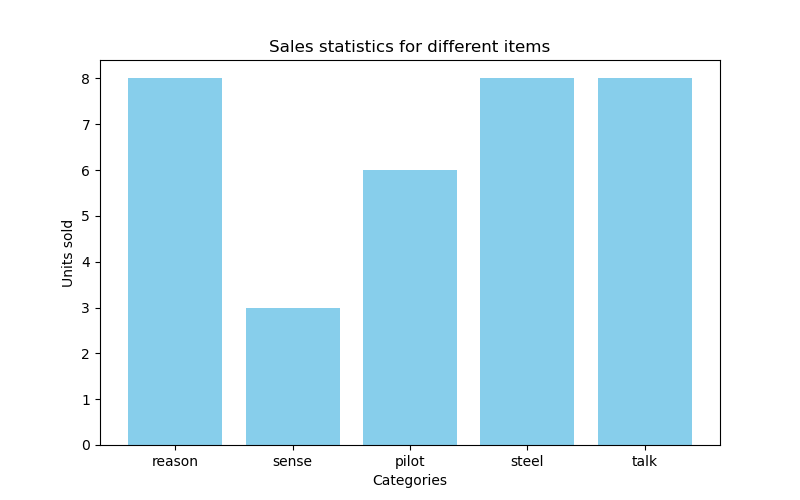 Sales statistics for different items
Units sold
8
7
6
5
4
3
2
1
0
reason sense pilot steel talk
Categories